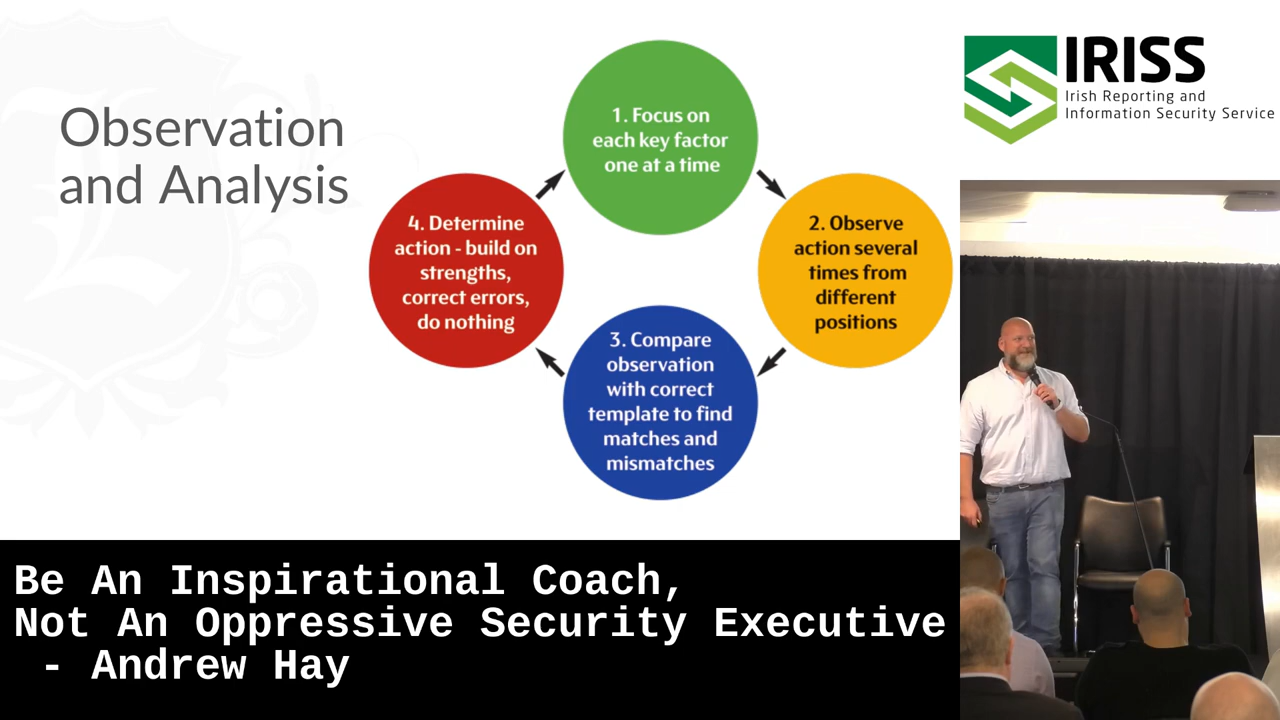 Observation
and Analysis
1. Focus on
each key factor
one at a time
2. Observe
action several
times from
different
positions
3. Compare
observation
with correct
template to find
matches and
mismatches
4. Determine
action - build on
strengths,
correct errors,
do nothing
IRISS
Irish Reporting and
Information Security Service
Be An Inspirational Coach,
Not An Oppressive Security Executive
- Andrew Hay